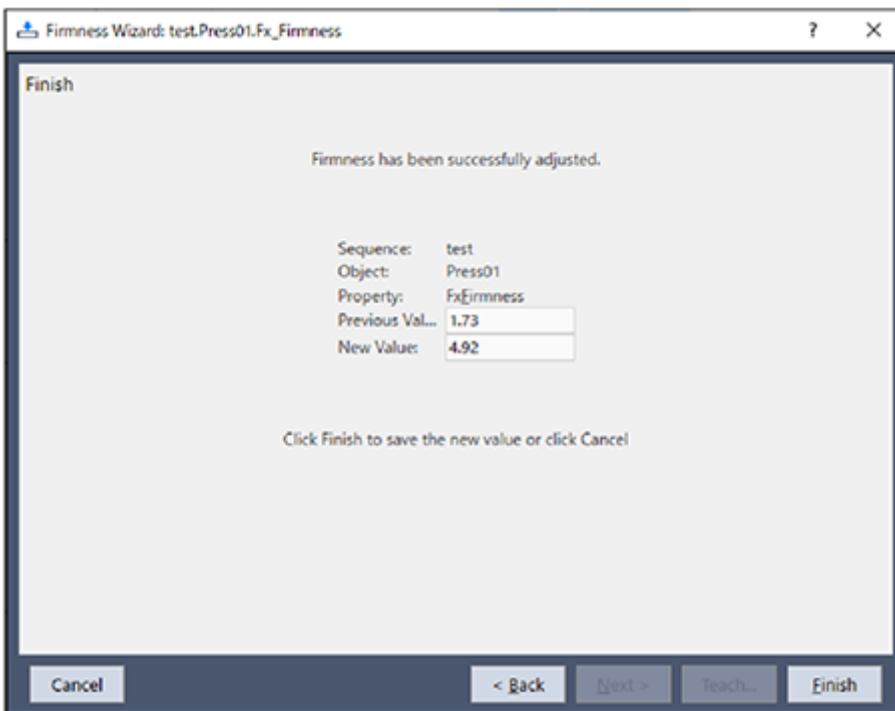 Firmness Wizard: test.Press01.Fx_Firmness
?
Finish
Firmness has been successfully adjusted.
Sequence: test
Object: Press01
Property: FxFirmness
Previous Val... 1.73
New Value: 4.92
Click Finish to save the new value or click Cancel
Cancel
< Back
Next >
Teach...
Finish